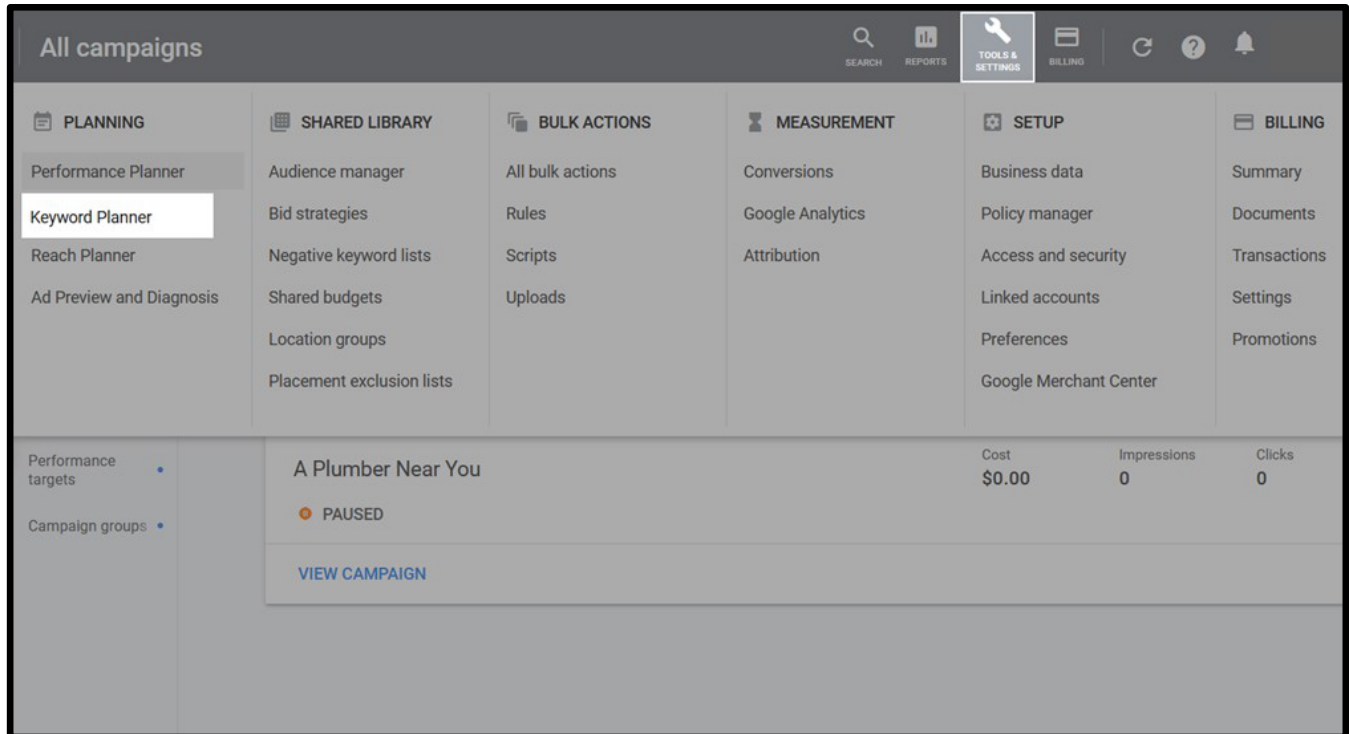 All campaigns
SEARCH
REPORTS
TOOLS &
SETTINGS
BILLING
PLANNING
Performance Planner
Keyword Planner
Reach Planner
Ad Preview and Diagnosis
SHARED LIBRARY
Audience manager
Bid strategies
Negative keyword lists
Shared budgets
Location groups
Placement exclusion lists
BULK ACTIONS
All bulk actions
Rules
Scripts
Uploads
MEASUREMENT
Conversions
Google Analytics
Attribution
SETUP
Business data
Policy manager
Access and security
Linked accounts
Preferences
Google Merchant Center
BILLING
Summary
Documents
Transactions
Settings
Promotions
Performance
targets
Campaign groups
A Plumber Near You
PAUSED
VIEW CAMPAIGN
Cost
$0.00
Impressions
0
Clicks
0